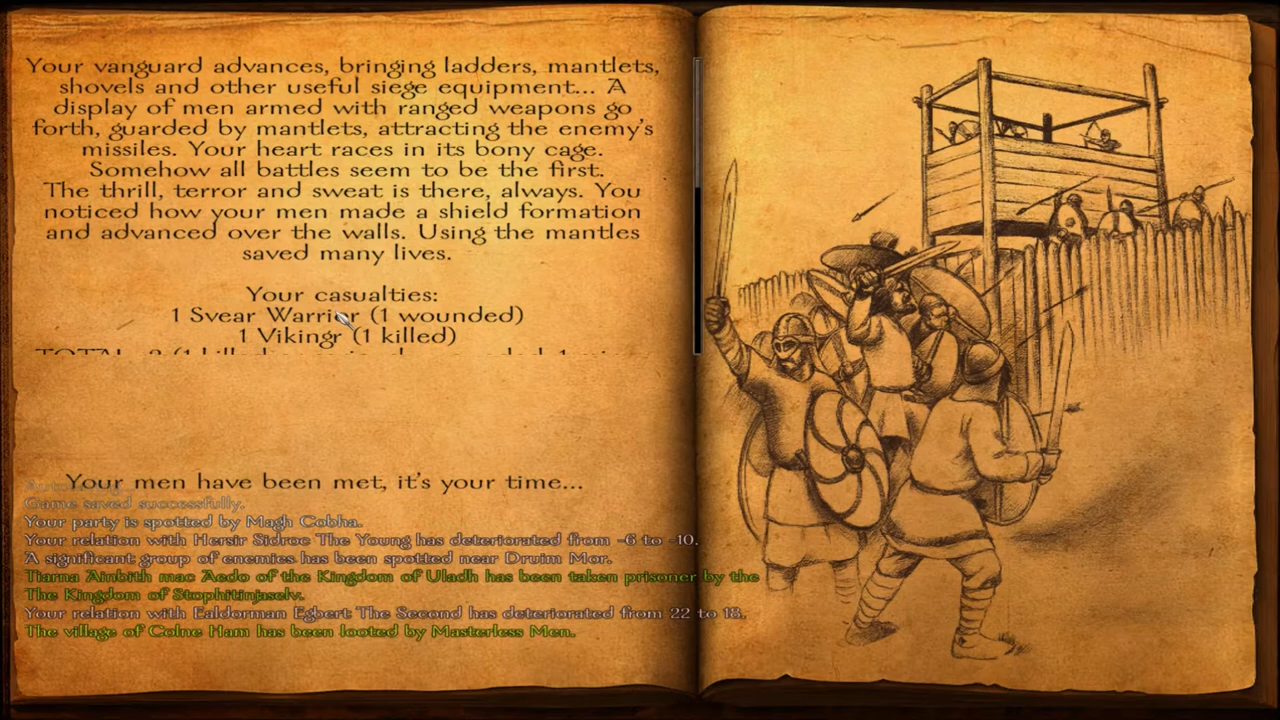 Your vanguard advances, bringing ladders, mantlets,
shovels and other useful siege equipment... A
display of men armed with ranged weapons go
forth, guarded by mantlets, attracting the enemy's
missiles. Your heart races in its bony cage.
Somehow all battles seem to be the first.
The thrill, terror and sweat is there, always. You
noticed how your men made a shield formation
and advanced over the walls. Using the mantles
saved many lives.
Your casualties:
1 Svear Warrior (1 wounded)
1 Vikingr (1 killed)
Your men have been met, it's your time...
Game saved successfully.
Your party is spotted by Magh Cobha.
Your relation with Hersir Sidroc The Young has deteriorated from -6 to -10.
A significant group of enemies has been spotted near Druim Mor.
Tiarna Ainbith mac Aedo of the Kingdom of Uladh has been taken prisoner by the
The Kingdom of Stophitinjaselv.
Your relation with Ealdorman Egbert The Second has deteriorated from 22 to 18.
The village of Colne Ham has been looted by Masterless Men.